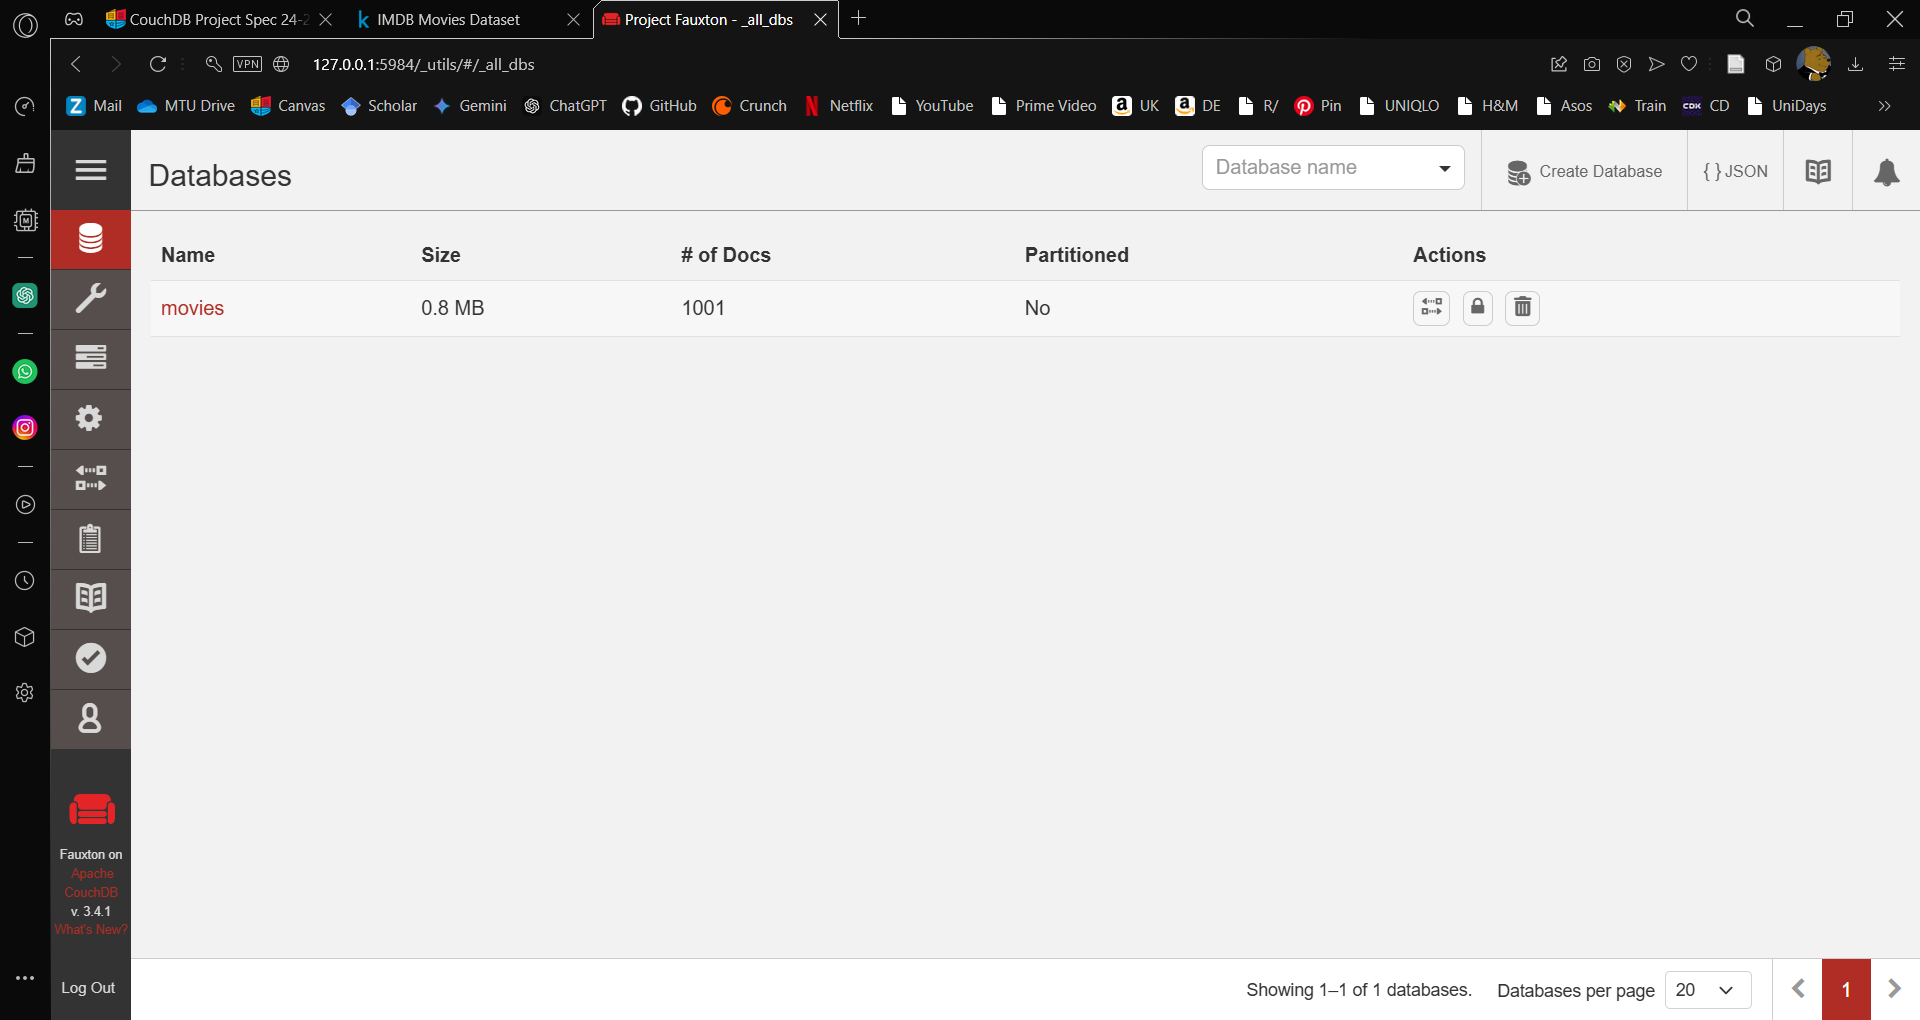 CouchDB Project Spec 24-2
IMDB Movies Dataset
Project Fauxton - _all_dbs
VPN
127.0.0.1:5984/_utils/#/_all_dbs
Mail
MTU Drive
Canvas
Scholar
Gemini
ChatGPT
GitHub
Crunch
Netflix
YouTube
Prime Video
UK
DE
R/
Pin
UNIQLO
H&M
Asos
Train
CD
UniDays
Databases
Database name
Create Database
{ } JSON
Name Size # of Docs Partitioned Actions
movies 0.8 MB 1001 No
Fauxton on
Apache
CouchDB
v. 3.4.1
What's New?
Log Out
Showing 1–1 of 1 databases.
Databases per page
20
1